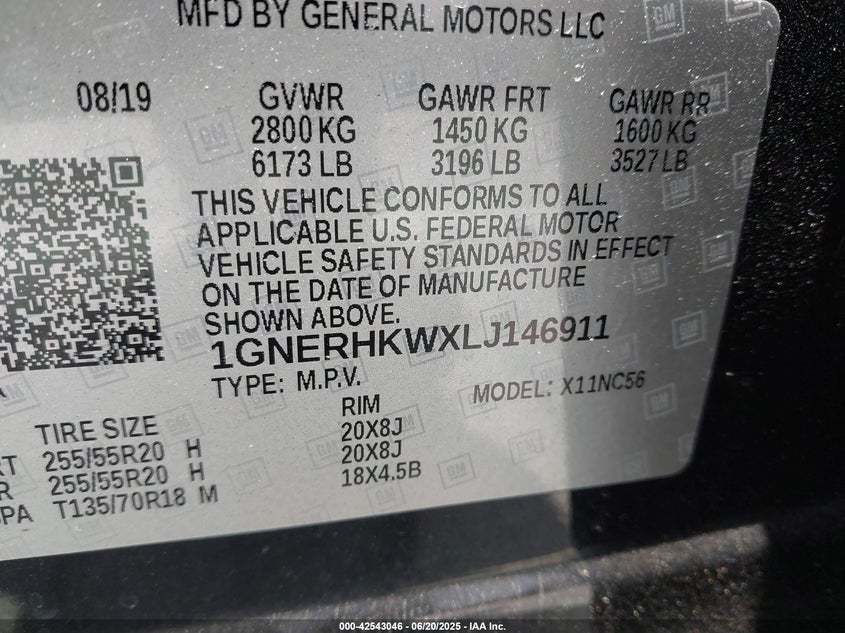 MFD BY GENERAL MOTORS LLC
08/19 GVWR GAWR FRT GAWR RR
2800 KG 1450 KG 1600 KG
6173 LB 3196 LB 3527 LB
THIS VEHICLE CONFORMS TO ALL
APPLICABLE U.S. FEDERAL MOTOR
VEHICLE SAFETY STANDARDS IN EFFECT
ON THE DATE OF MANUFACTURE
SHOWN ABOVE.
1GNERHKWXLJ146911
TYPE: M.P.V. MODEL: X11NC56
TIRE SIZE RIM
RT 255/55R20 H 20X8J
R 255/55R20 H 20X8J
SPA T135/70R18 M 18X4.5B
000-42543046 - 06/20/2025 - IAA Inc.